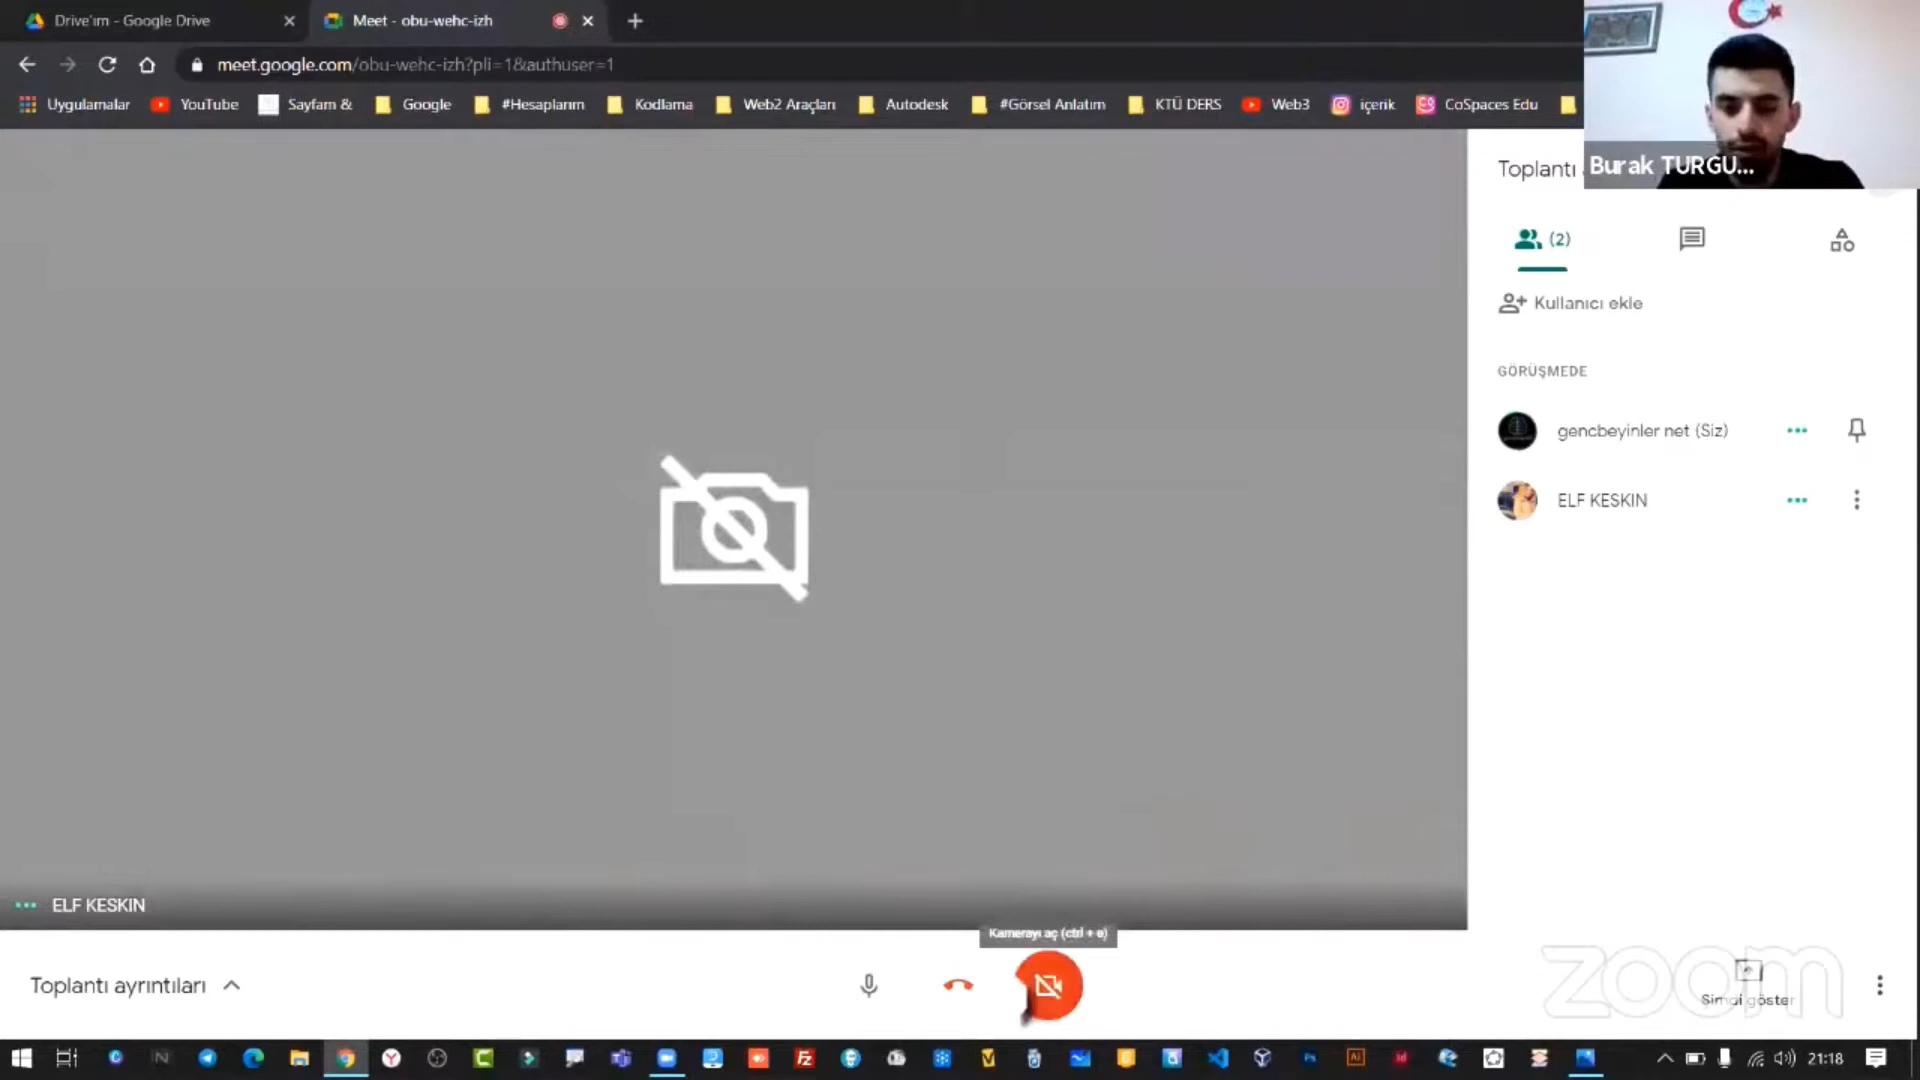 Drive'ım - Google Drive
Meet - obu-wehc-izh
meet.google.com/obu-wehc-izh?pli=1&authuser=1
Uygulamalar
YouTube
Sayfam &
Google
#Hesaplarım
Kodlama
Web2 Araçları
Autodesk
#Görsel Anlatım
KTÜ DERS
Web3
içerik
CoSpaces Edu
Burak TURGU...
Toplantı
(2)
Kullanıcı ekle
GÖRÜŞMEDE
gencbeyinler net (Siz)
ELF KESKIN
ELF KESKIN
Kamerayı aç (ctrl + e)
Toplantı ayrıntıları
Şimdi göster
zoom
21:18